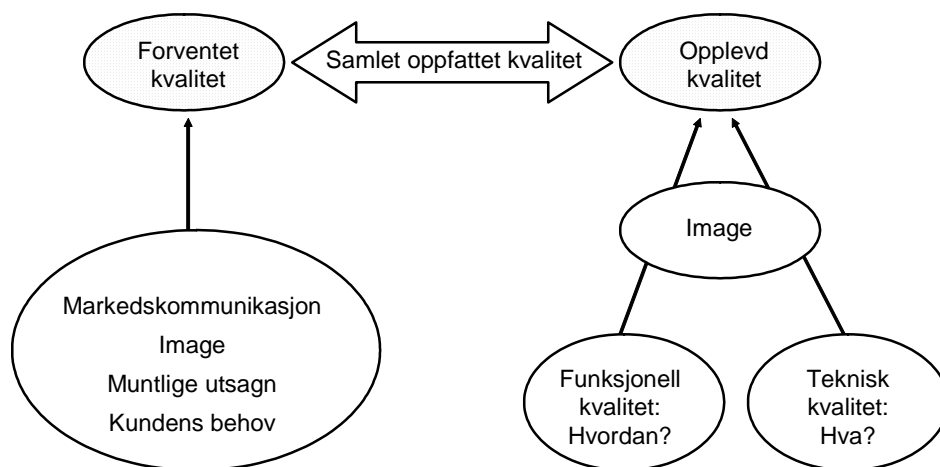 Forventet
kvalitet
Samlet oppfattet kvalitet
Opplevd
kvalitet
Image
Markedskommunikasjon
Image
Muntlige utsagn
Kundens behov
Funksjonell
kvalitet:
Hvordan?
Teknisk
kvalitet:
Hva?